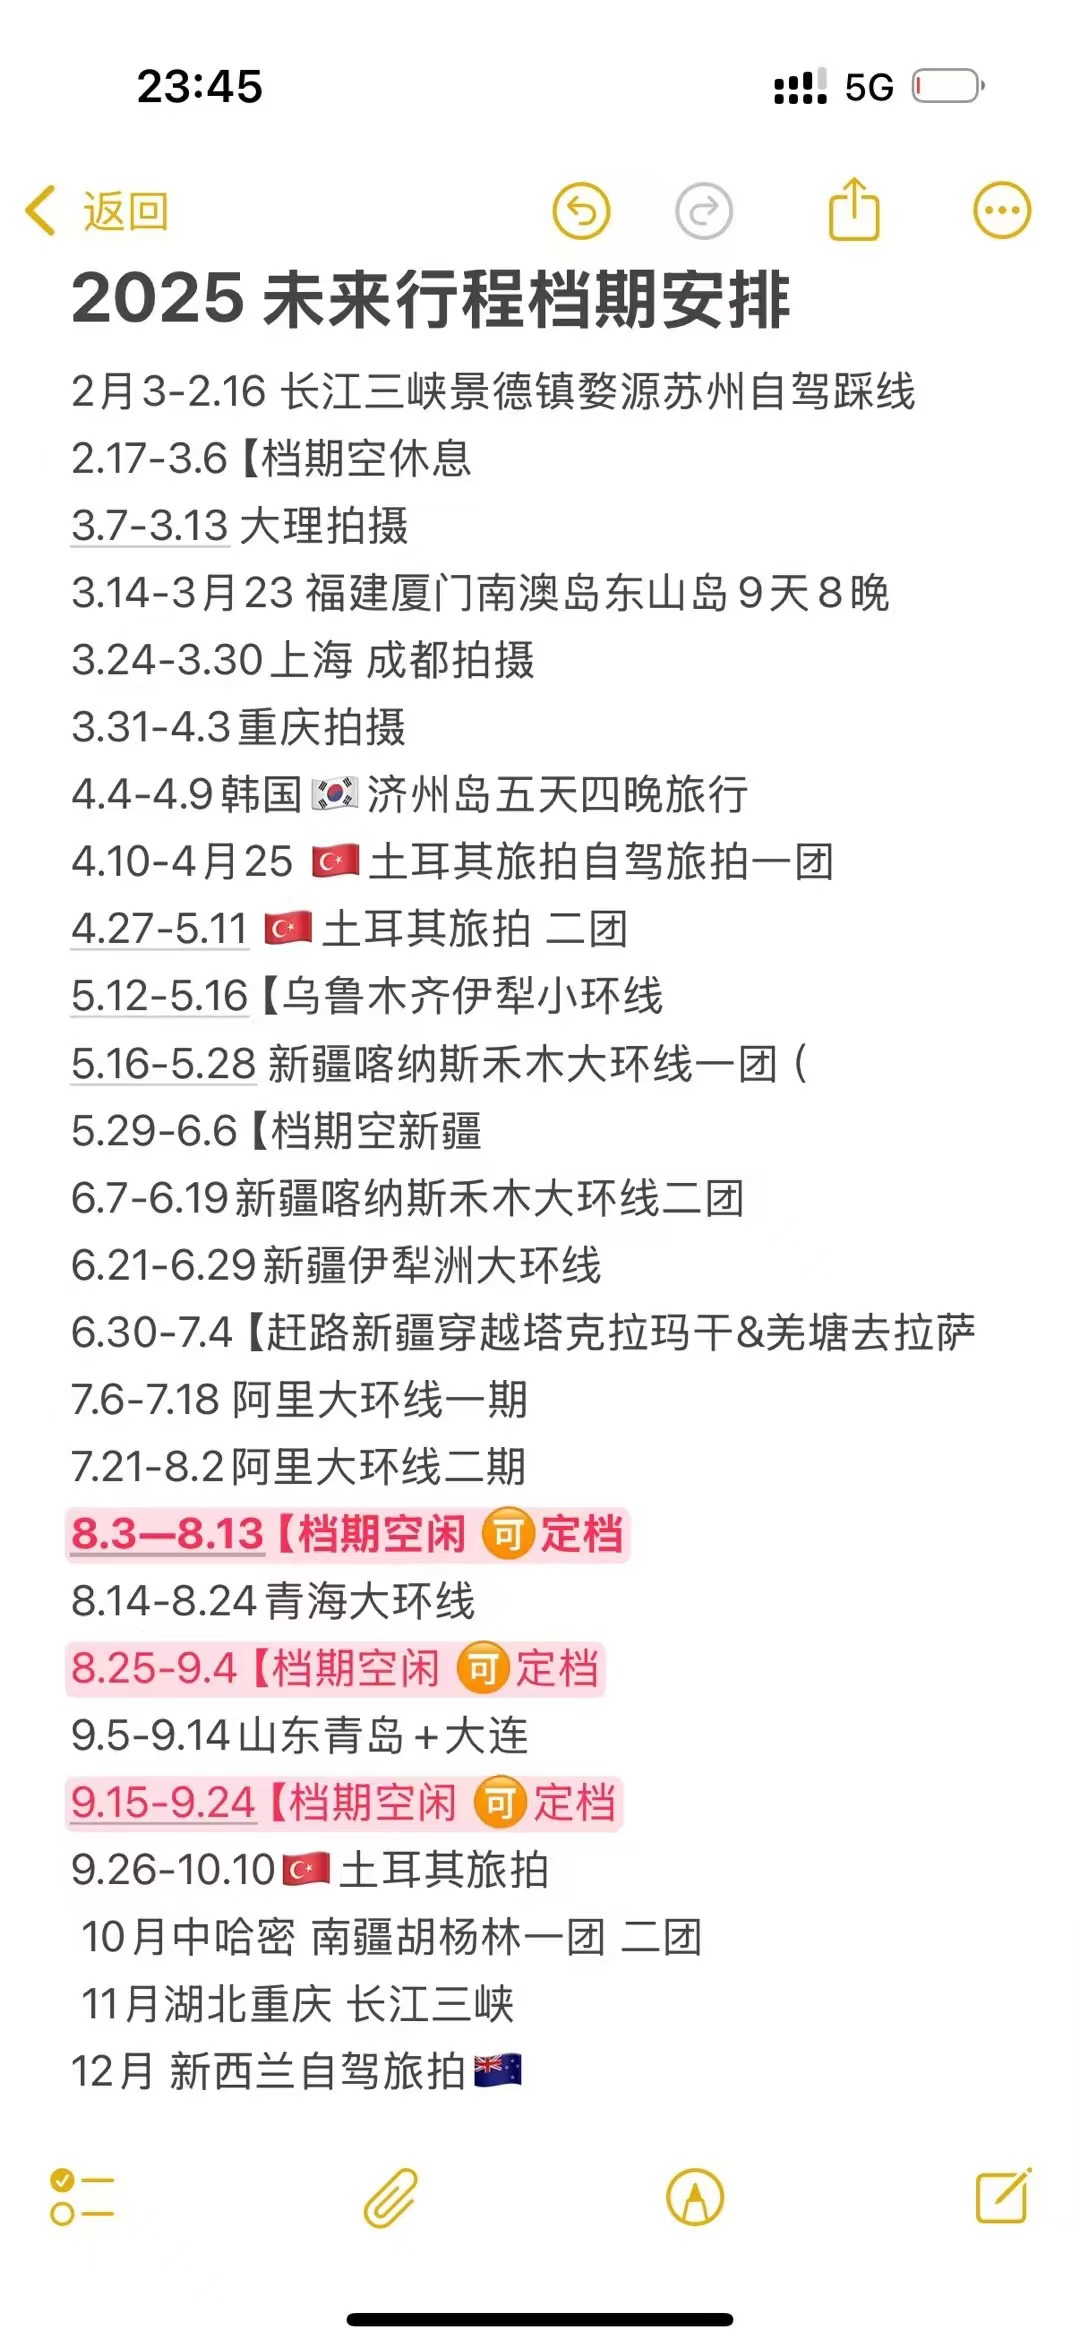 23:45
5G
返回
2025 未来行程档期安排
2月3-2.16 长江三峡景德镇婺源苏州自驾踩线
2.17-3.6【档期空休息
3.7-3.13 大理拍摄
3.14-3月23 福建厦门南澳岛东山岛9天8晚
3.24-3.30上海 成都拍摄
3.31-4.3重庆拍摄
4.4-4.9韩国🇰🇷济州岛五天四晚旅行
4.10-4月25 🇹🇷土耳其旅拍自驾旅拍一团
4.27-5.11 🇹🇷土耳其旅拍 二团
5.12-5.16【乌鲁木齐伊犁小环线
5.16-5.28 新疆喀纳斯禾木大环线一团（
5.29-6.6【档期空新疆
6.7-6.19新疆喀纳斯禾木大环线二团
6.21-6.29新疆伊犁洲大环线
6.30-7.4【赶路新疆穿越塔克拉玛干&羌塘去拉萨
7.6-7.18 阿里大环线一期
7.21-8.2阿里大环线二期
8.3—8.13【档期空闲 🉑定档
8.14-8.24青海大环线
8.25-9.4【档期空闲 🉑定档
9.5-9.14山东青岛+大连
9.15-9.24【档期空闲 🉑定档
9.26-10.10🇹🇷土耳其旅拍
10月中哈密 南疆胡杨林一团 二团
11月湖北重庆 长江三峡
12月 新西兰自驾旅拍🇳🇿